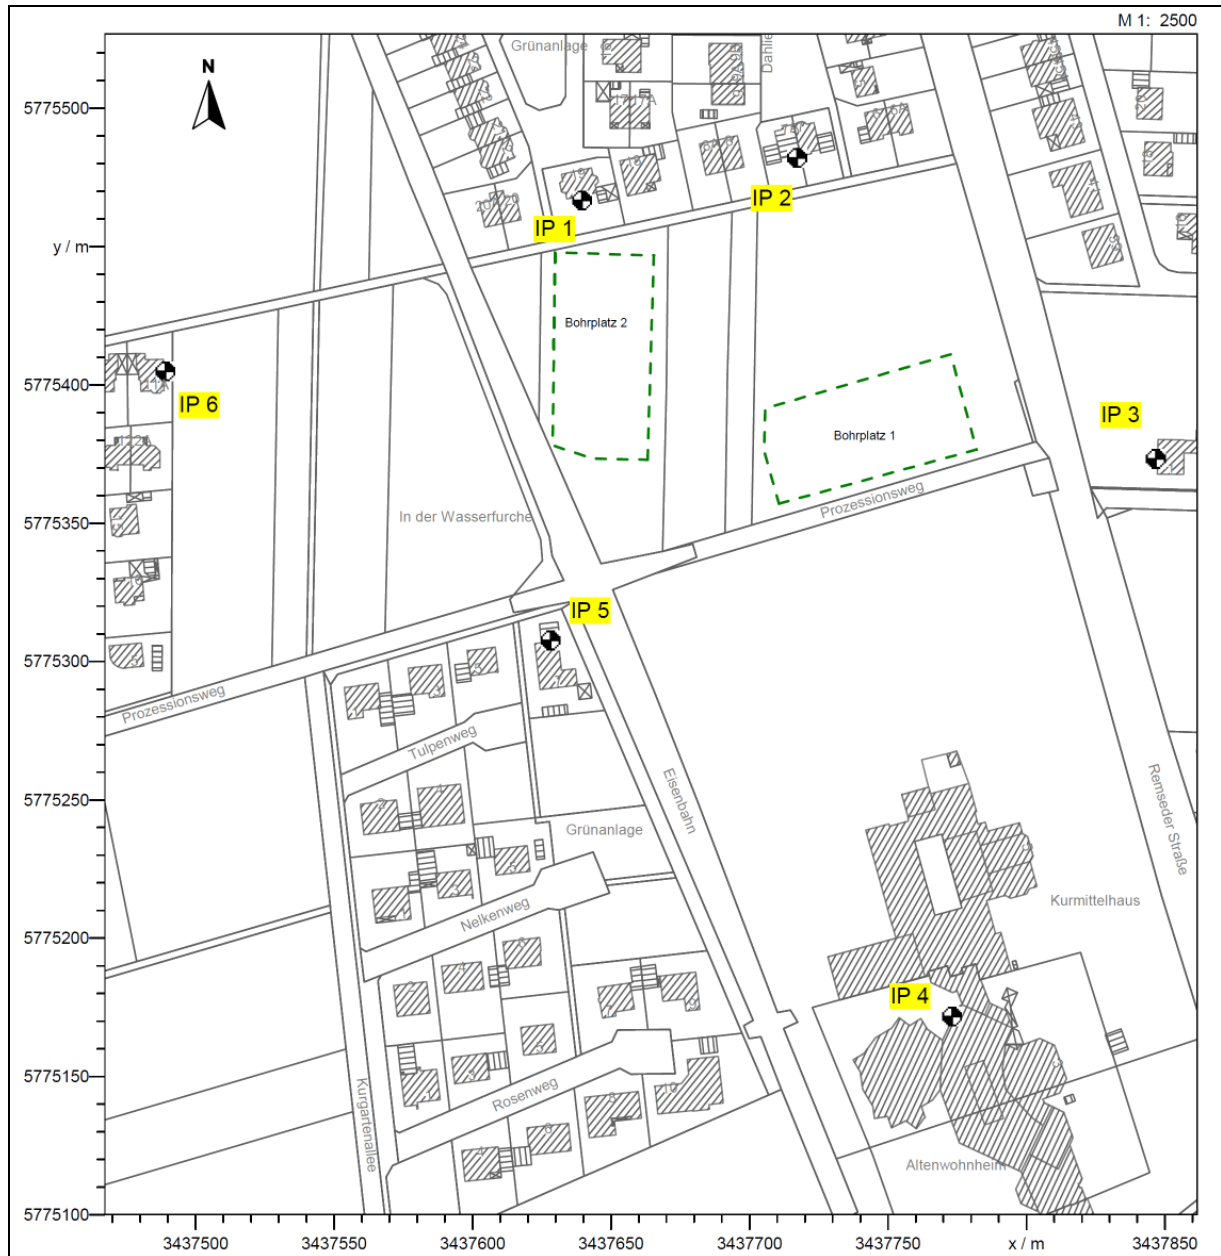 M 1: 2500
N
Grünanlage
Dahlie
5775500
IP 2
IP 1
y / m
Bohrplatz 2
5775400
IP 6
IP 3
Bohrplatz 1
Prozessionsweg
In der Wasserfurche
5775350
IP 5
5775300
Prozessionsweg
Tulpenweg
Eisenbahn
Remseder Straße
5775250
Grünanlage
Nelkenweg
Kurmittelhaus
5775200
IP 4
5775150
Rosenweg
Kurgartenallee
Altenwohnheim
5775100
3437500 3437550 3437600 3437650 3437700 3437750 x / m 3437850